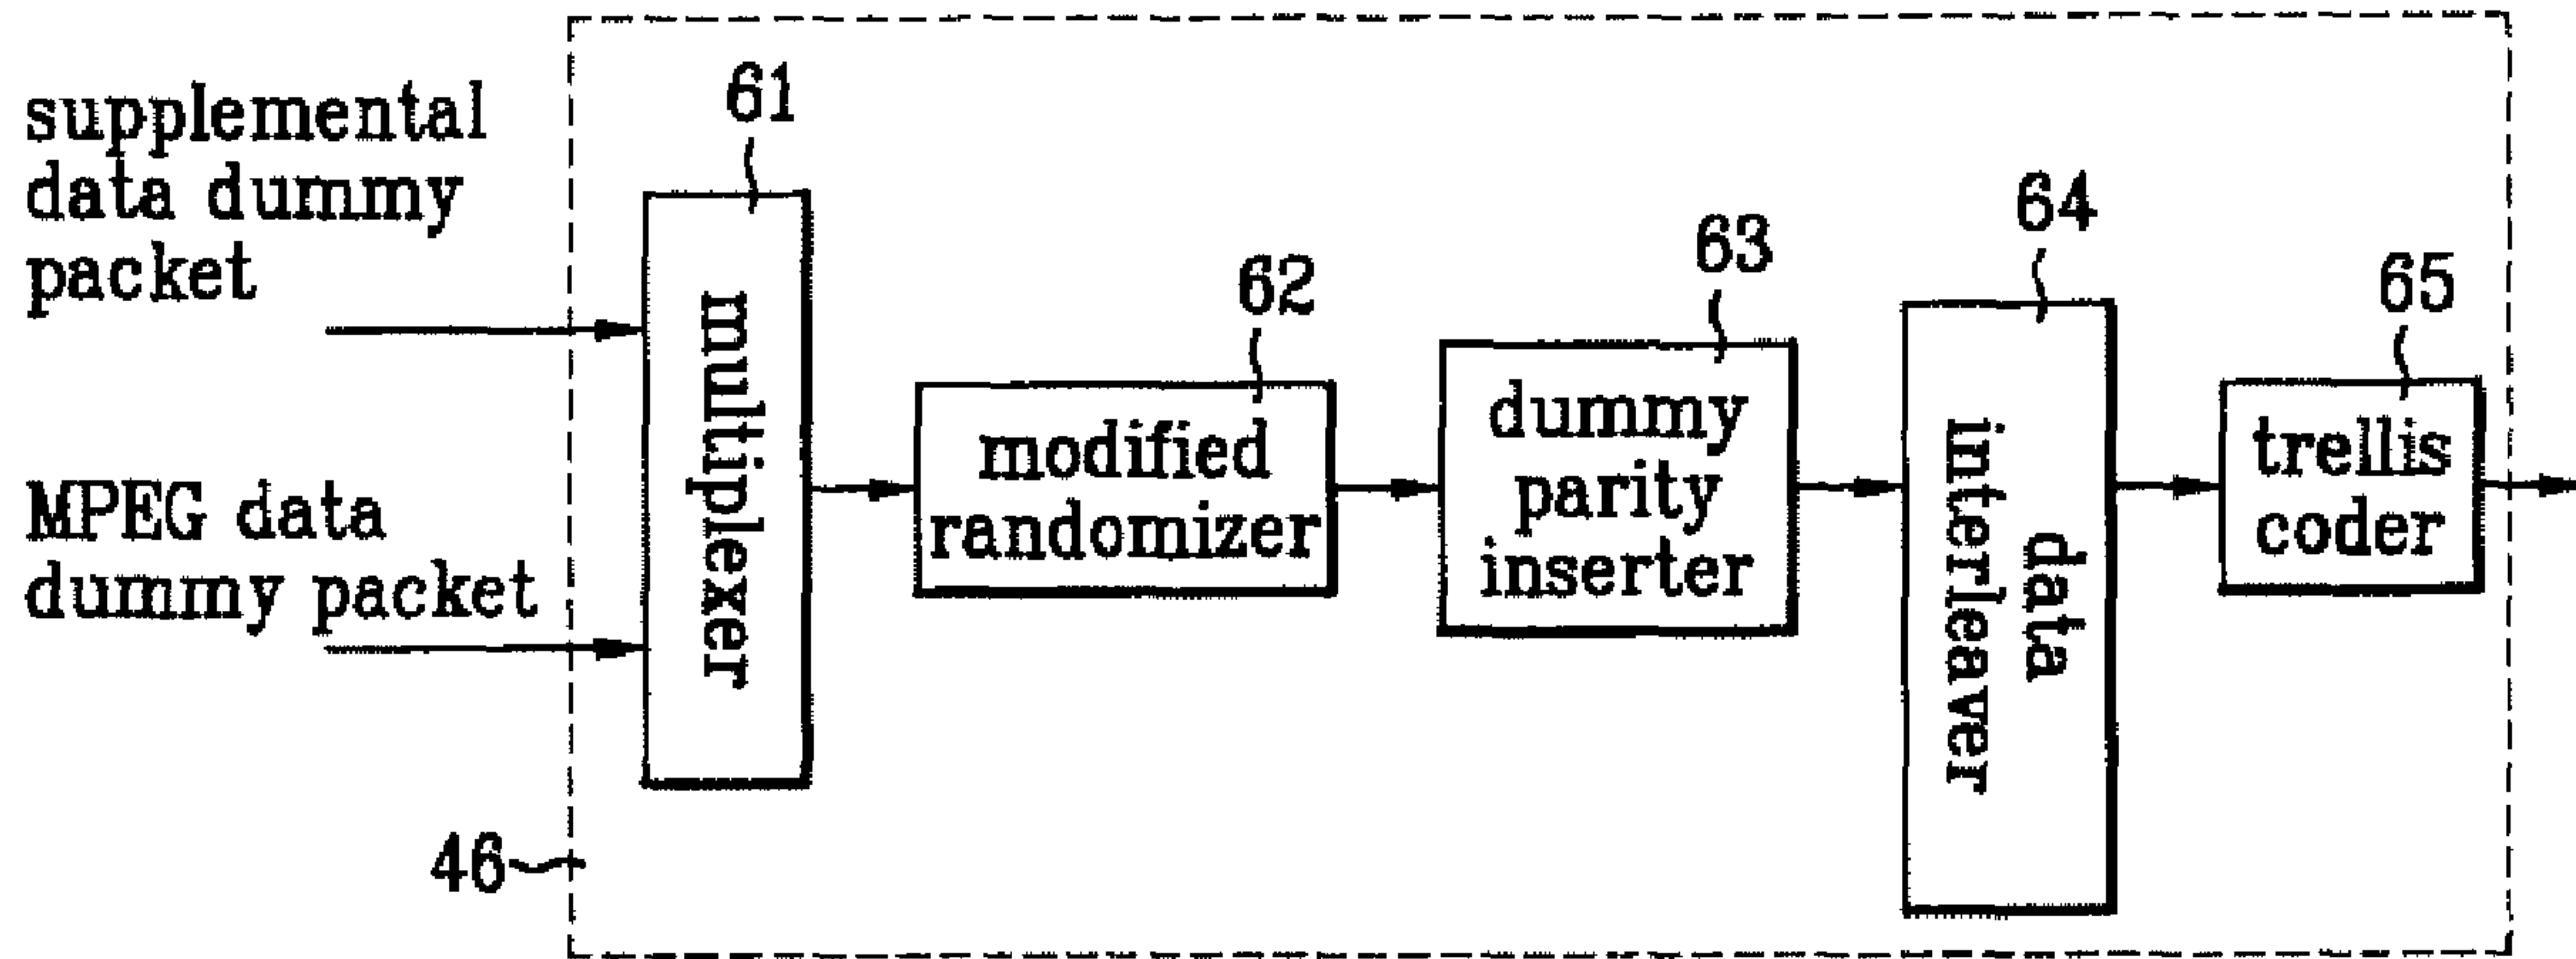 supplemental
data dummy
packet
MPEG data
dummy packet
46
61
multiplexer
62
modified
randomizer
63
dummy
parity
inserter
64
data
interleaver
65
trellis
coder